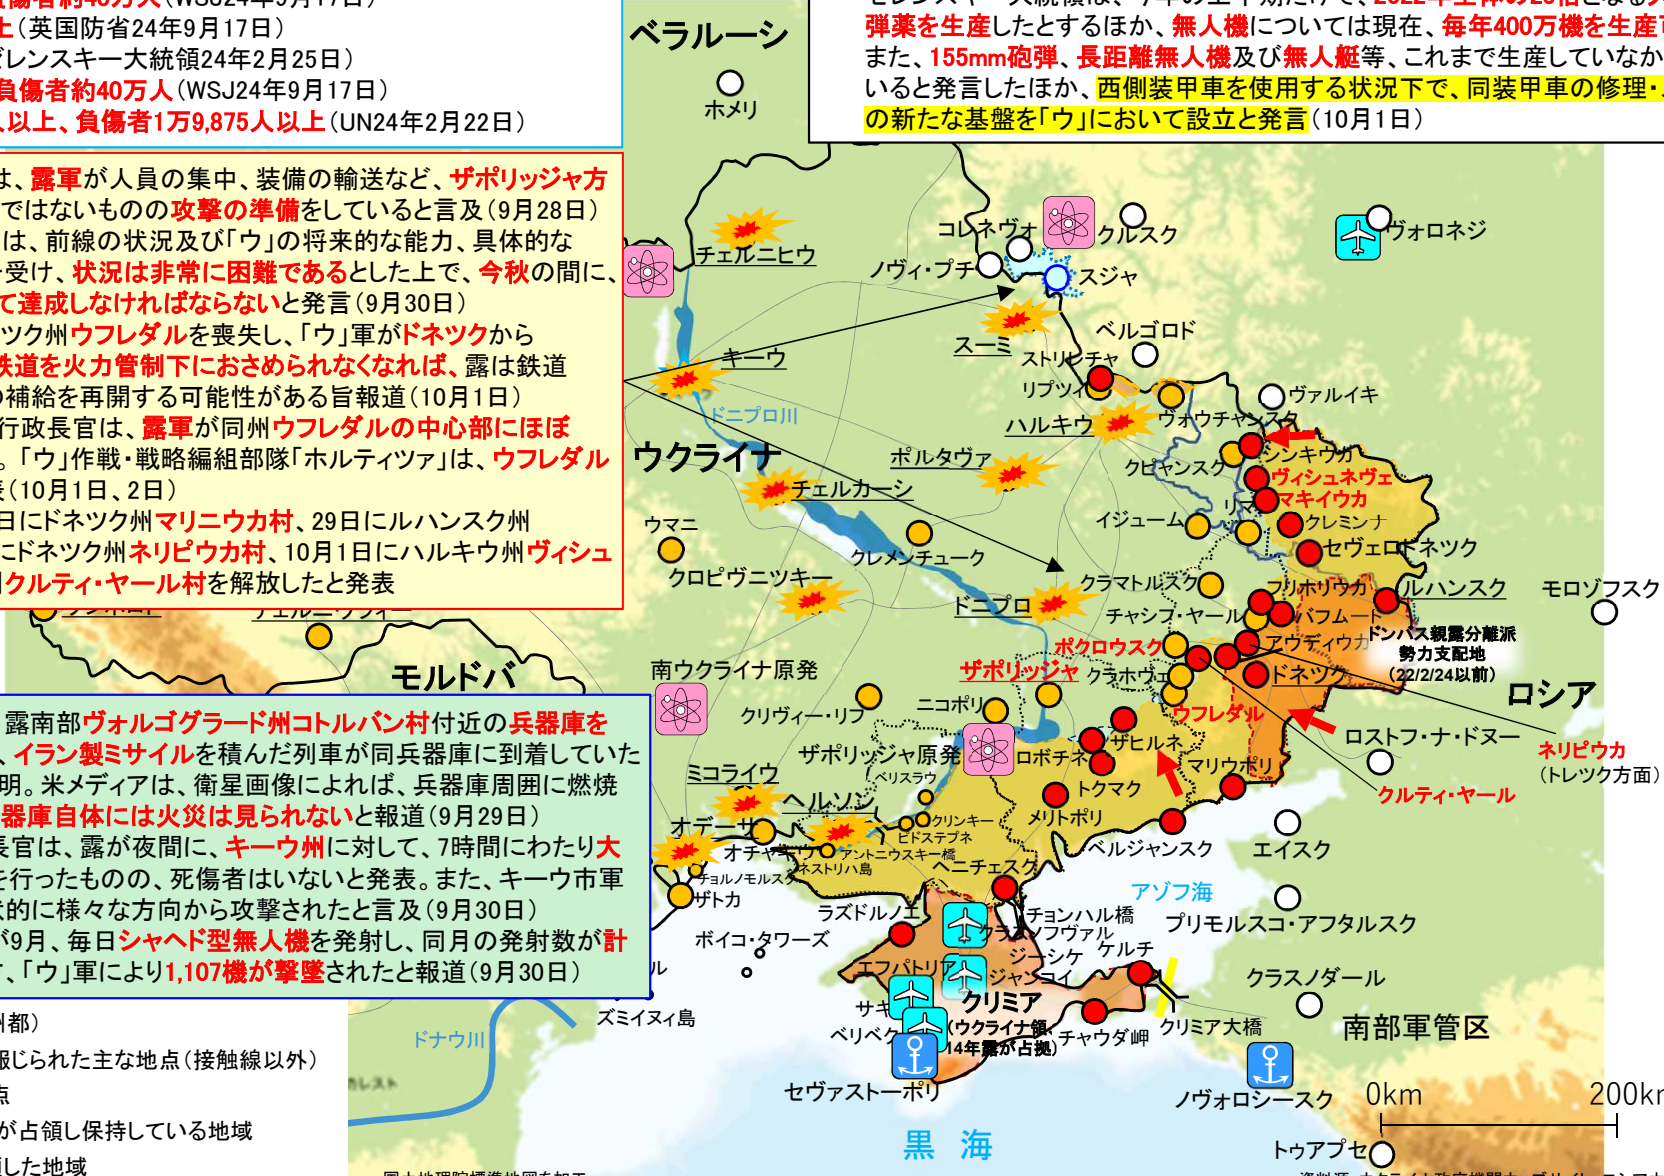 負傷者約40万人(WSJ24年9月17日)
上(英国防省24年9月17日)
ゼレンスキー大統領24年2月25日)
負傷者約40万人(WSJ24年9月17日)
人以上、負傷者1万9,875人以上(UN24年2月22日)
弾薬を生産したとするほか、無人機については現在、毎年400万機を生産
また、155mm砲弾、長距離無人機及び無人艇等、これまで生産していなか
いると発言したほか、西側装甲車を使用する状況下で、同装甲車の修理・
の新たな基盤を「ウ」において設立と発言(10月1日)
は、露軍が人員の集中、装備の輸送など、ザポリッジャ方
ではないものの攻撃の準備をしていると言及(9月28日)
は、前線の状況及び「ウ」の将来的な能力、具体的な
を受け、状況は非常に困難であるとした上で、今秋の間に、
て達成しなければならないと発言(9月30日)
ツク州ウフレダルを喪失し、「ウ」軍がドネツクから
鉄道を火力管制下におさめられなくなれば、露は鉄道
の補給を再開する可能性がある旨報道(10月1日)
行政長官は、露軍が同州ウフレダルの中心部にほぼ
。「ウ」作戦・戦略編組部隊「ホルティツァ」は、ウフレダル
表(10月1日、2日)
日にドネツク州マリニウカ村、29日にルハンスク州
にドネツク州ネリピウカ村、10月1日にハルキウ州ヴィシュ
クルティ・ヤール村を解放したと発表
露南部ヴォルゴグラード州コトルバン村付近の兵器庫を
、イラン製ミサイルを積んだ列車が同兵器庫に到着していた
明。米メディアは、衛星画像によれば、兵器庫周囲に燃焼
器庫自体には火災は見られないと報道(9月29日)
長官は、露が夜間に、キーウ州に対して、7時間にわたり大
を行ったものの、死傷者はいないと発表。また、キーウ市軍
状的に様々な方向から攻撃されたと言及(9月30日)
が9月、毎日シャヘド型無人機を発射し、同月の発射数が計
、「ウ」軍により1,107機が撃墜されたと報道(9月30日)
州都)
報じられた主な地点(接触線以外)
点
が占領し保持している地域
領した地域
ベラルーシ
ホメリ
チェルニヒウ
コレネヴォ
クルスク
ヴォロネジ
ノヴィ・プチ
スジャ
スーミ
ベルゴロド
ストリレチャ
リプツィ
ヴァルイキ
キーウ
ドニプロ川
ハルキウ
ヴォウチャンスク
ウクライナ
ポルタヴァ
クピャンスク
シンキウカ
ヴィシュネヴェ
マキイウカ
チェルカーシ
リマン
イジューム
クレミンナ
ウマニ
クレメンチューク
セヴェロドネツク
クロピヴニツキー
クラマトルスク
フリホリウカ
ルハンスク
モロゾフスク
ドニプロ
チャシフ・ヤール
バフムート
チェルニウツィー
ドンバス親露分離派
勢力支配地
(22/2/24以前)
アウディウカ
ポクロウスク
モルドバ
南ウクライナ原発
ザポリッジャ
クラホヴェ
ドネツク
ロシア
クリヴィー・リフ
ニコポリ
ウフレダル
ロストフ・ナ・ドヌー
ザポリッジャ原発
ロボチネ
ザヒルネ
ネリピウカ
(トレツク方面)
ミコライウ
ベリスラウ
マリウポリ
トクマク
クルティ・ヤール
ヘルソン
メリトポリ
オデーサ
クリンキー
ビドステプネ
オチャキウ
アントニウスキー橋
ベルジャンスク
エイスク
チョルノモルスク
ネストリハ島
ヘニチェスク
ザトカ
アゾフ海
ラズドルノエ
チョンハル橋
プリモルスコ・アフタルスク
ボイコ・タワーズ
クラスノフヴァル
ジーシケ
ケルチ
エフパトリア
ジャンコイ
クラスノダール
サキ
クリミア
(ウクライナ領、
14年露が占拠)
ズミイヌィ島
ベリベク
チャウダ岬
クリミア大橋
南部軍管区
ドナウ川
セヴァストーポリ
ノヴォロシースク
0km
黒 海
トゥアプセ